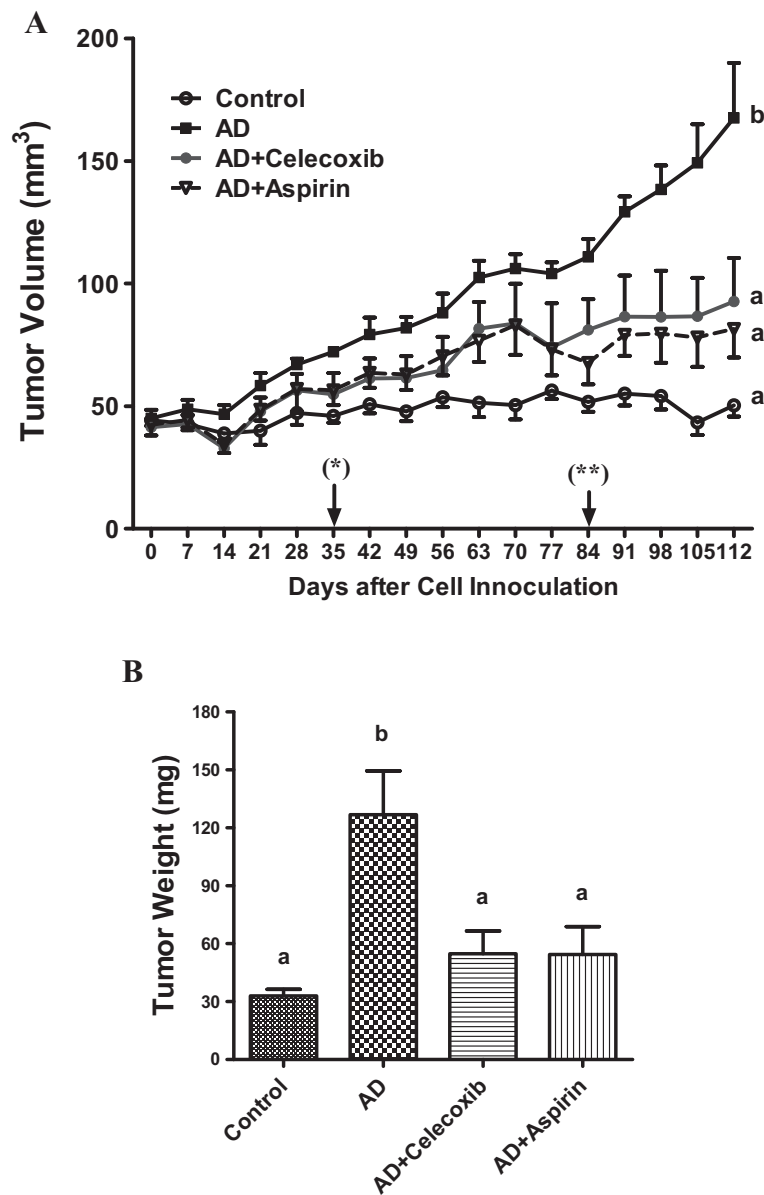 A
200
150
100
50
0
Tumor Volume (mm³)
Control
AD
AD+Celecoxib
AD+Aspirin
b
a
a
a
(*)
(**)
0 7 14 21 28 35 42 49 56 63 70 77 84 91 98 105 112
Days after Cell Innoculation
B
180
150
120
90
60
30
0
Tumor Weight (mg)
a
b
a
a
Control
AD
AD+Celecoxib
AD+Aspirin